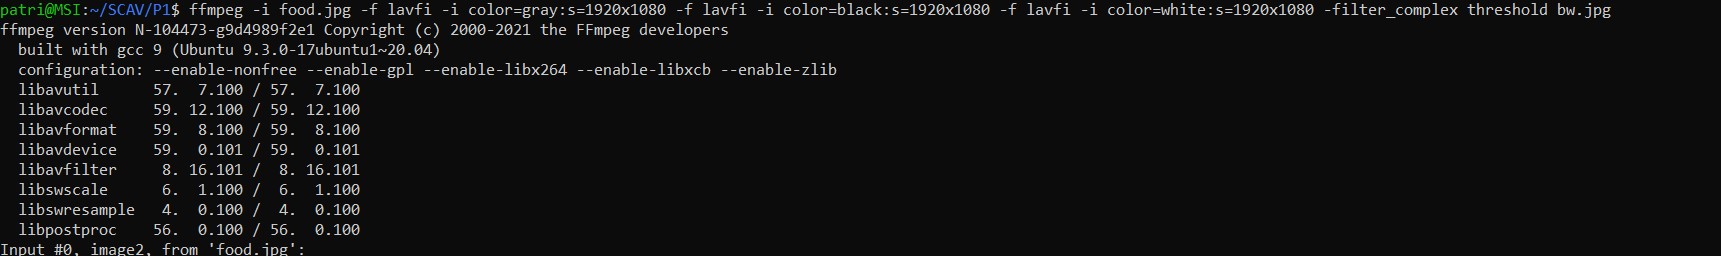 patri@MSI:~/SCAV/P1$ ffmpeg -i food.jpg -f lavfi -i color=gray:s=1920x1080 -f lavfi -i color=black:s=1920x1080 -f lavfi -i color=white:s=1920x1080 -filter_complex threshold bw.jpg
ffmpeg version N-104473-g9d4989f2e1 Copyright (c) 2000-2021 the FFmpeg developers
  built with gcc 9 (Ubuntu 9.3.0-17ubuntu1~20.04)
  configuration: --enable-nonfree --enable-gpl --enable-libx264 --enable-libxcb --enable-zlib
  libavutil      57.  7.100 / 57.  7.100
  libavcodec     59. 12.100 / 59. 12.100
  libavformat    59.  8.100 / 59.  8.100
  libavdevice    59.  0.101 / 59.  0.101
  libavfilter     8. 16.101 /  8. 16.101
  libswscale      6.  1.100 /  6.  1.100
  libswresample   4.  0.100 /  4.  0.100
  libpostproc    56.  0.100 / 56.  0.100
Input #0, image2, from 'food.jpg':